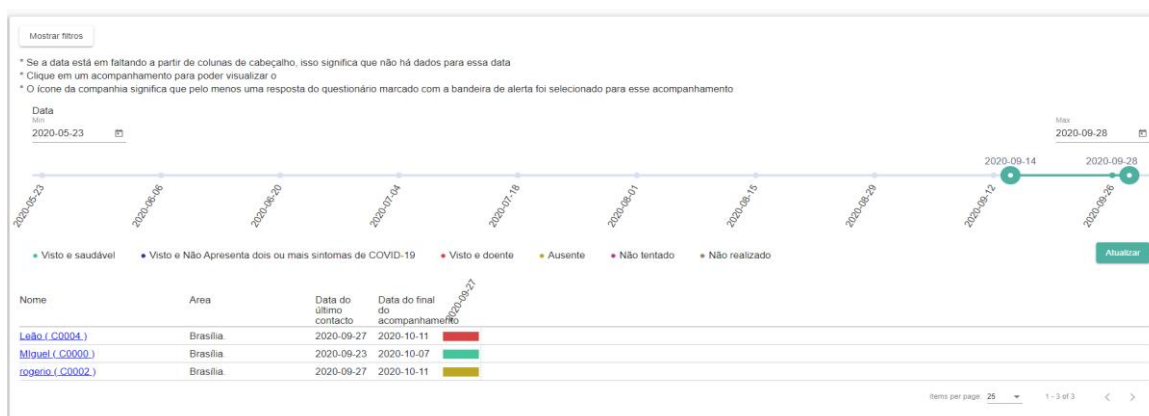 Mostrar filtros
* Se a data está em faltando a partir de colunas de cabeçalho, isso significa que não há dados para essa data
* Clique em um acompanhamento para poder visualizar o
* O ícone da companhia significa que pelo menos uma resposta do questionário marcado com a bandeira de alerta foi selecionado para esse acompanhamento
Data
Min
2020-05-23
Max
2020-09-28
2020-09-14 2020-09-28
2020-05-23 2020-06-06 2020-06-20 2020-07-04 2020-07-18 2020-08-01 2020-08-15 2020-08-29 2020-09-12 2020-09-26
Visto e saudável Visto e Não Apresenta dois ou mais sintomas de COVID-19 Visto e doente Ausente Não tentado Não realizado
Atualizar
Nome Area Data do último contacto Data do final do acompanhamento 2020-09-27
Leão ( C0004 ) Brasília. 2020-09-27 2020-10-11
MIguel ( C0000 ) Brasília. 2020-09-23 2020-10-07
rogerio ( C0002 ) Brasília. 2020-09-27 2020-10-11
Items per page: 25 1 - 3 of 3